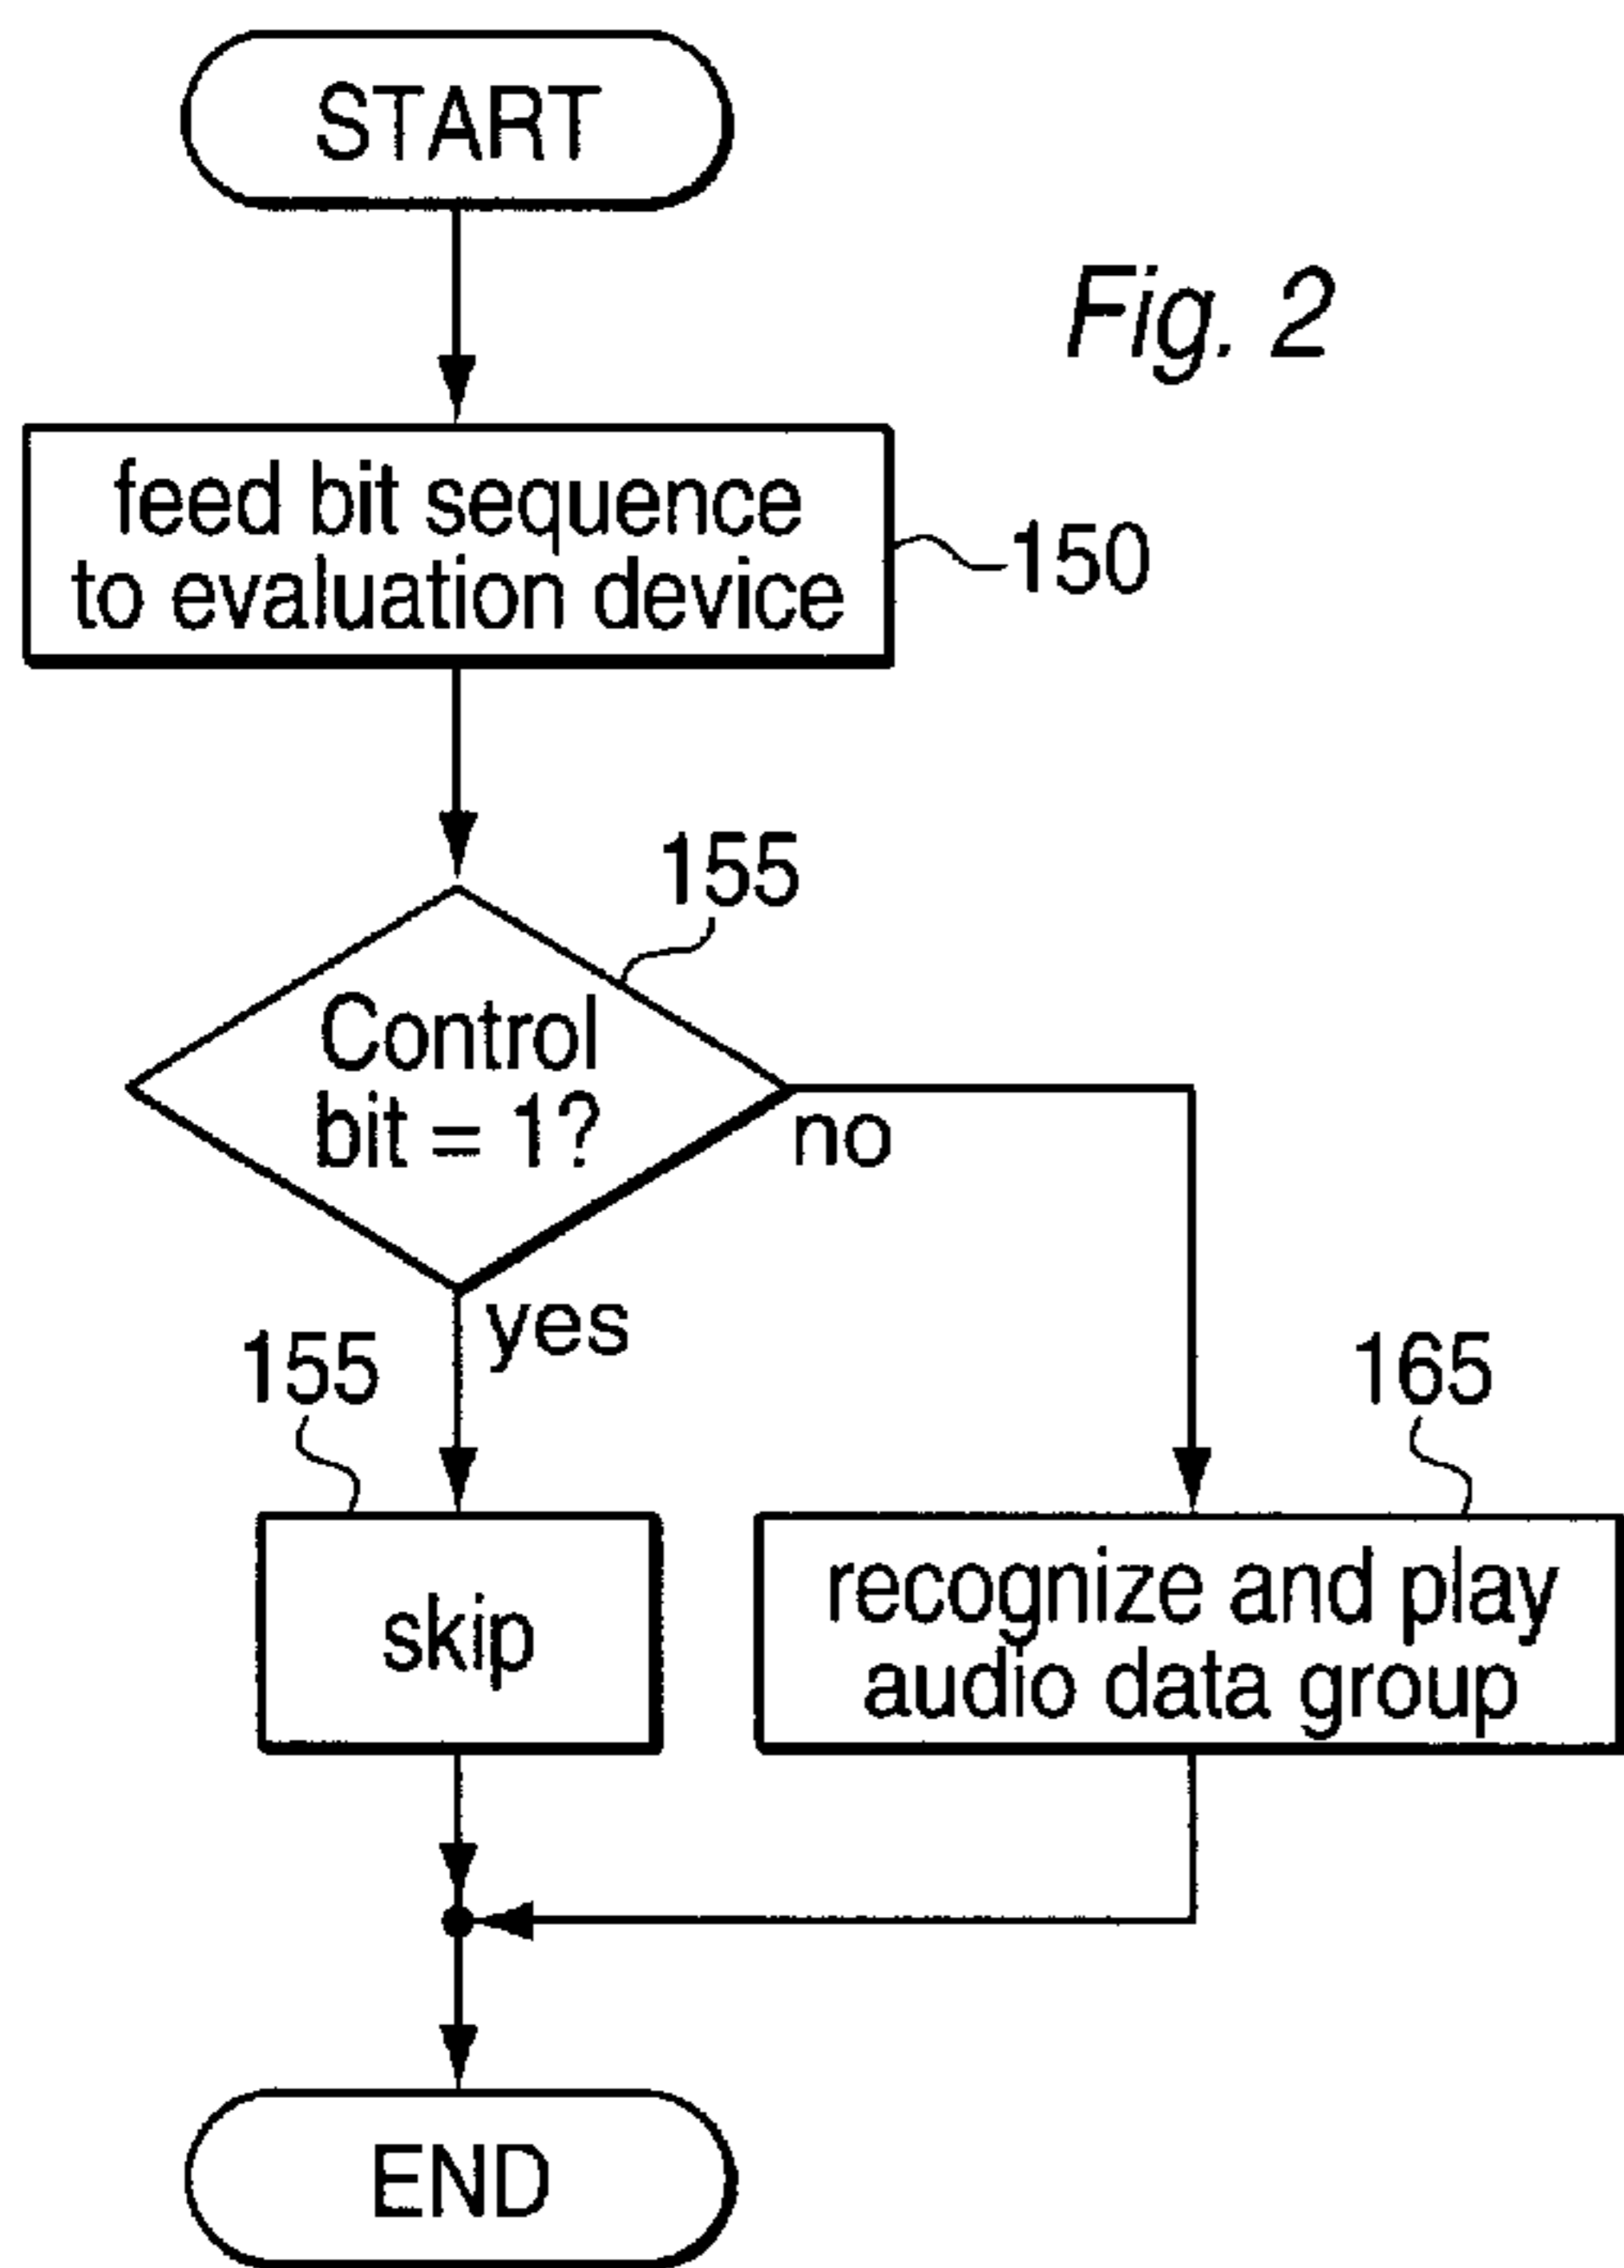 START
Fig. 2
feed bit sequence
to evaluation device
150
155
Control
bit = 1?
no
yes
155
165
skip
recognize and play
audio data group
END